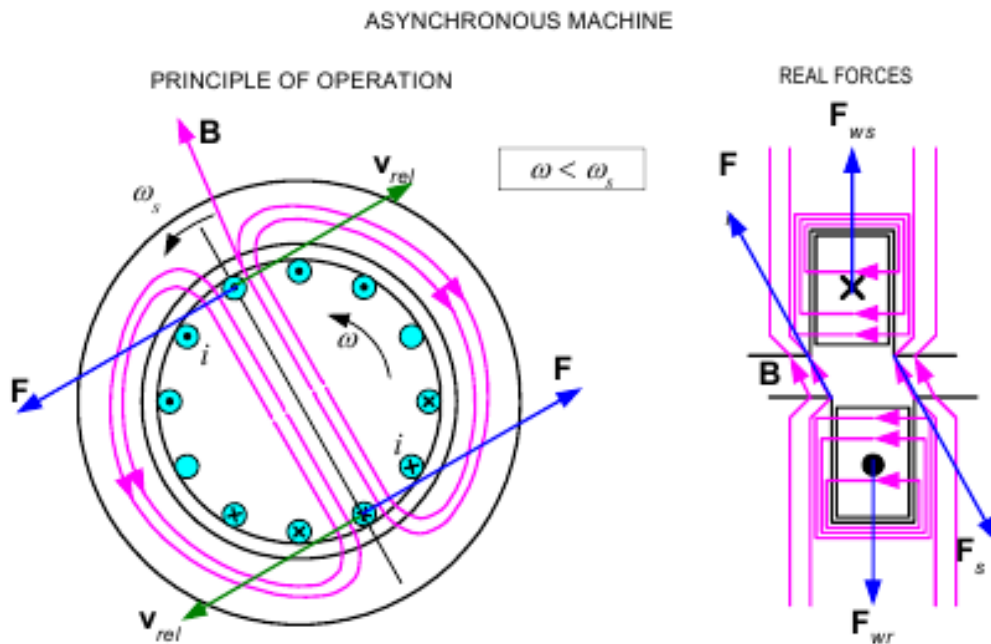 ASYNCHRONOUS MACHINE
PRINCIPLE OF OPERATION
REAL FORCES
B
v_rel
ω < ω_s
ω_s
F_ws
F
i
ω
F
F
i
B
v_rel
F_s
F_wr